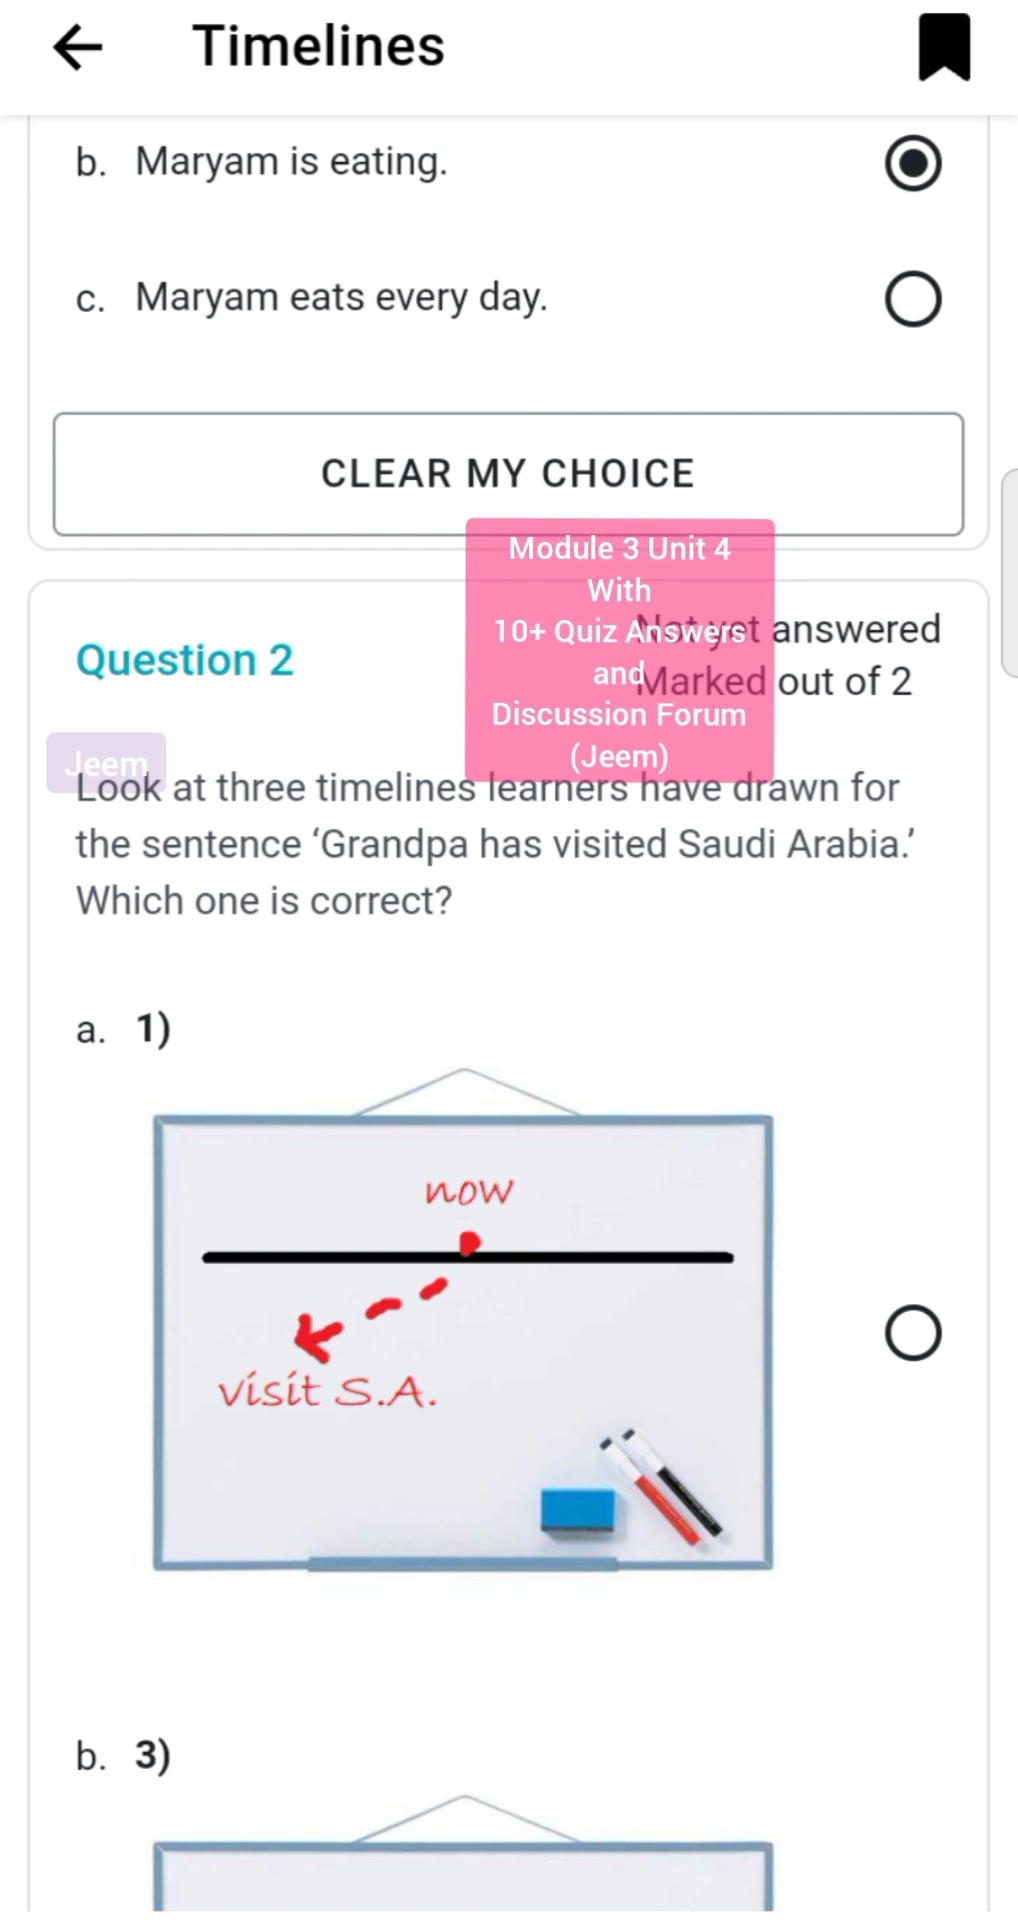 Timelines
b. Maryam is eating.
c. Maryam eats every day.
CLEAR MY CHOICE
Module 3 Unit 4
With
10+ Quiz Answers
and
Discussion Forum
(Jeem)
Question 2
Not yet answered
Marked out of 2
Jeem
Look at three timelines learners have drawn for
the sentence ‘Grandpa has visited Saudi Arabia.’
Which one is correct?
a. 1)
now
visit S.A.
b. 3)